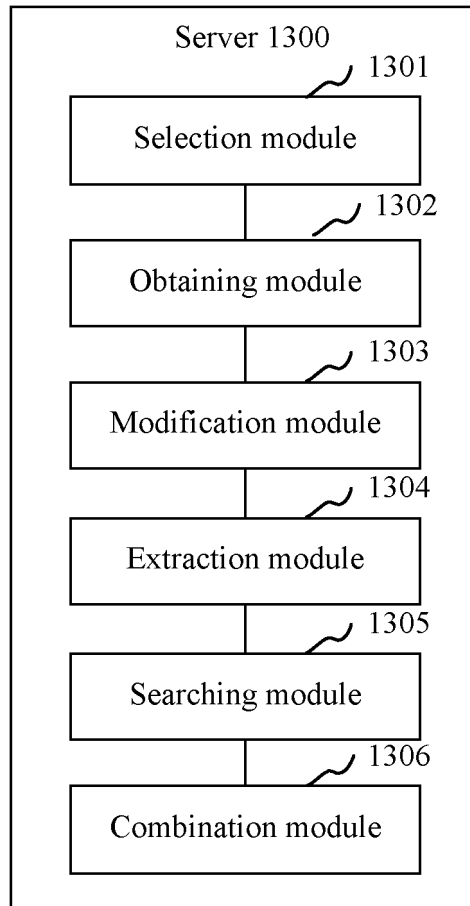 Server 1300
1301
Selection module
1302
Obtaining module
1303
Modification module
1304
Extraction module
1305
Searching module
1306
Combination module